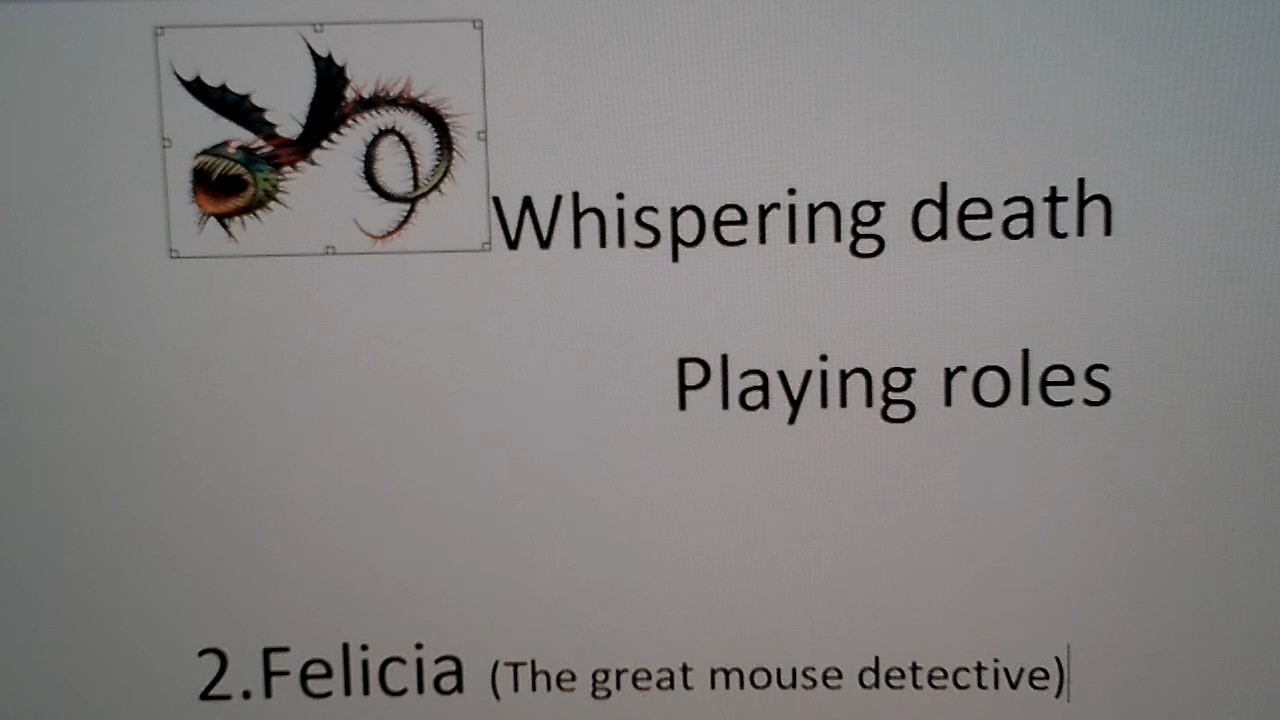 Whispering death
Playing roles
2.Felicia (The great mouse detective)